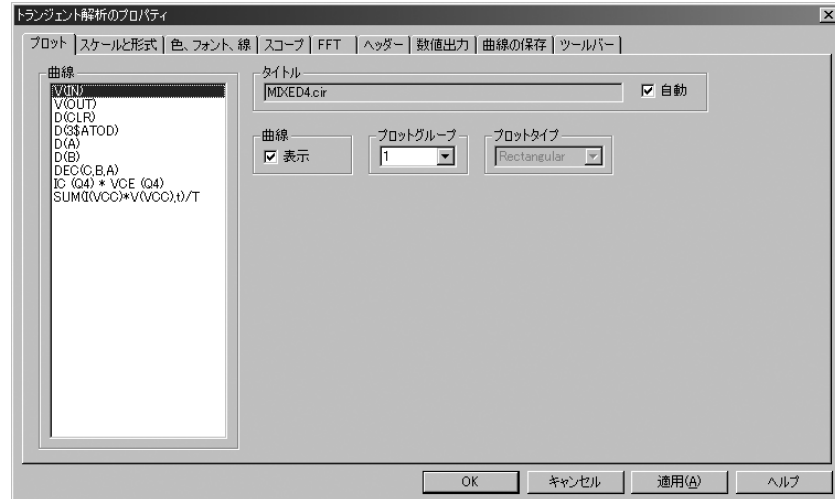 トランジェント解析のプロパティ
プロット スケールと形式 色、フォント、線 スコープ FFT ヘッダー 数値出力 曲線の保存 ツールバー
曲線
V(IN)
V(OUT)
D(CLR)
D(3$ATOD)
D(A)
D(B)
DEC(C,B,A)
IC (Q4) * VCE (Q4)
SUM(I(VCC)*V(VCC),t)/T
タイトル
MIXED4.cir
自動
曲線
表示
プロットグループ
1
プロットタイプ
Rectangular
OK キャンセル 適用(A) ヘルプ